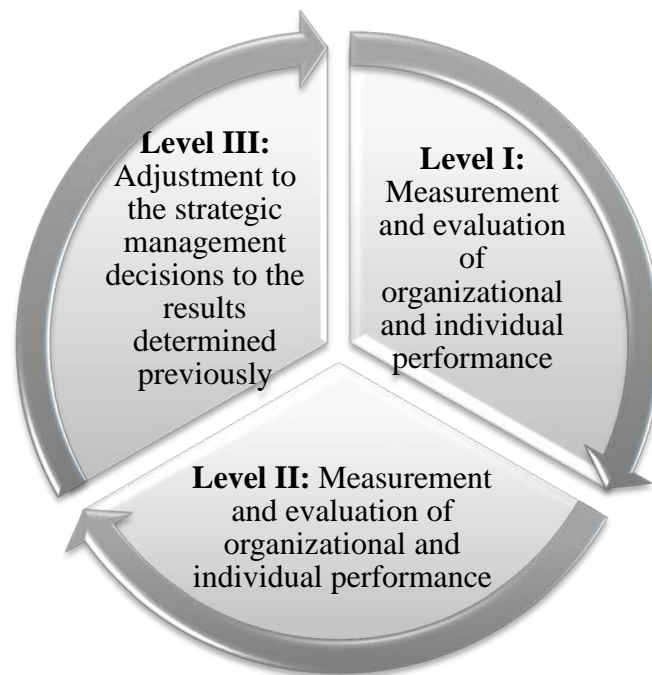 Level I:
Measurement
and evaluation
of
organizational
and individual
performance
Level II: Measurement
and evaluation of
organizational and
individual performance
Level III:
Adjustment to
the strategic
management
decisions to the
results
determined
previously